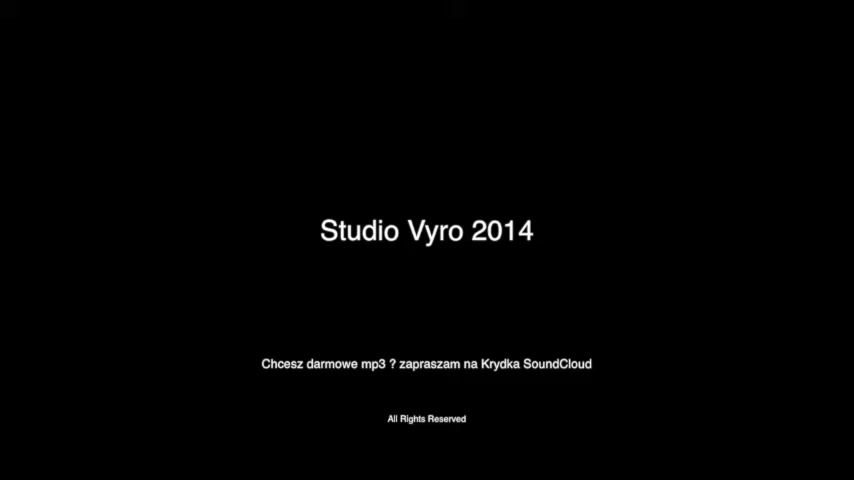 Studio Vyro 2014
Chcesz darmowe mp3 ? zapraszam na Krydka SoundCloud
All Rights Reserved